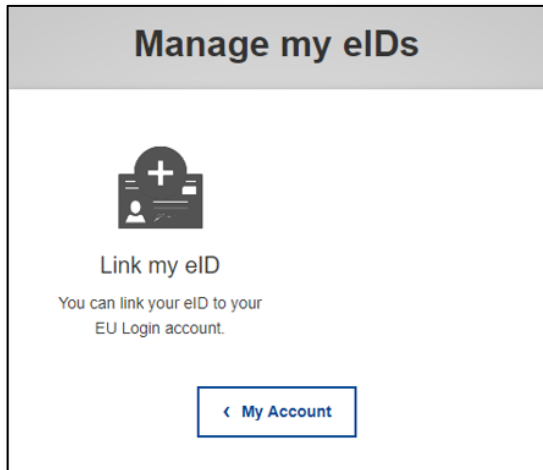 Manage my eIDs
Link my eID
You can link your eID to your
EU Login account.
‹ My Account